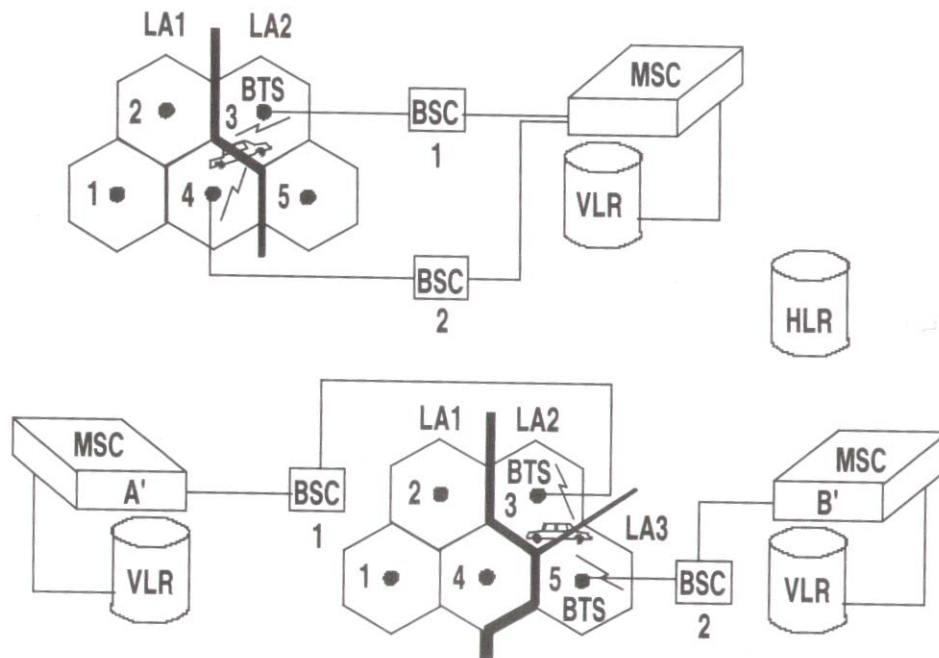 LA1 LA2
MSC
BTS
2 3
BSC
1
1 4 5
VLR
BSC
2
HLR
LA1 LA2
MSC
A'
BTS
2 3
BSC
1
MSC
B'
LA3
VLR
1 4 5
BTS
BSC
2
VLR